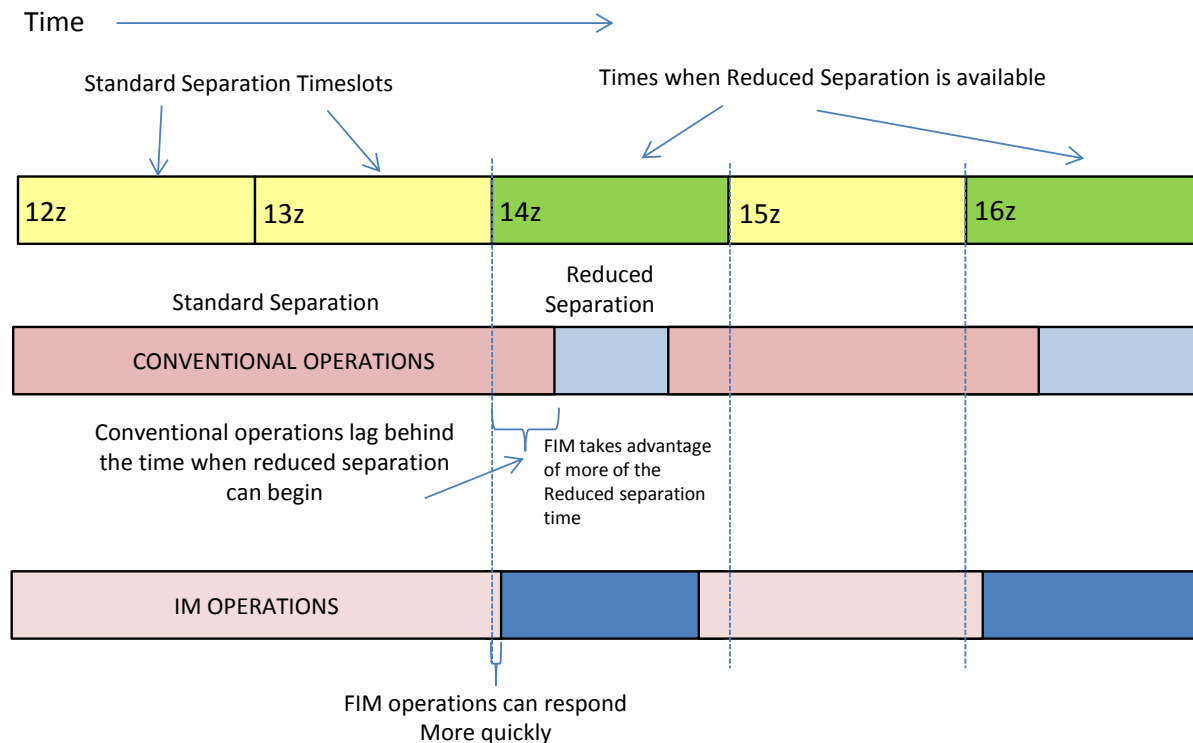 Time
Standard Separation Timeslots
Times when Reduced Separation is available
12z
13z
14z
15z
16z
Standard Separation
Reduced
Separation
CONVENTIONAL OPERATIONS
Conventional operations lag behind
the time when reduced separation
can begin
FIM takes advantage
of more of the
Reduced separation
time
IM OPERATIONS
FIM operations can respond
More quickly